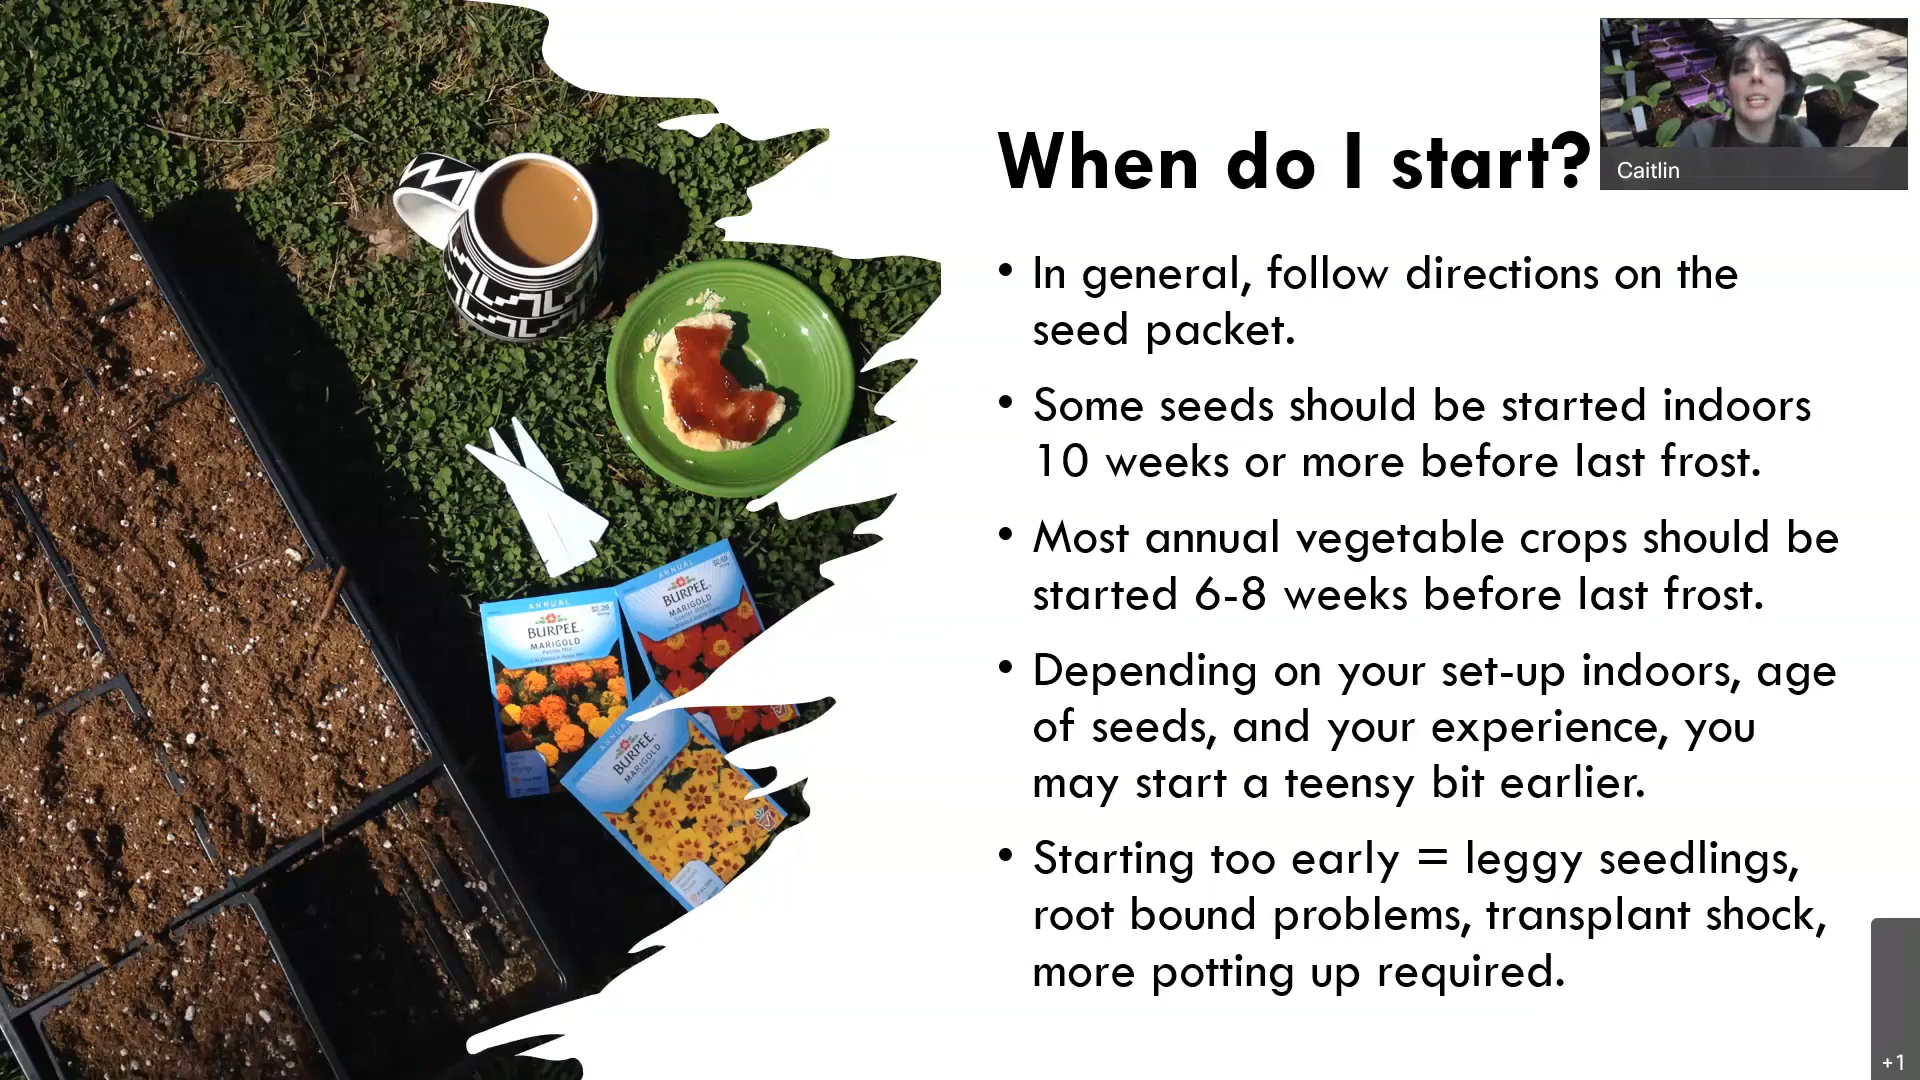 When do I start?
Caitlin
• In general, follow directions on the
seed packet.
• Some seeds should be started indoors
10 weeks or more before last frost.
• Most annual vegetable crops should be
started 6-8 weeks before last frost.
• Depending on your set-up indoors, age
of seeds, and your experience, you
may start a teensy bit earlier.
• Starting too early = leggy seedlings,
root bound problems, transplant shock,
more potting up required.
ANNUAL
BURPEE
MARIGOLD
Petite Mix
ANNUAL
BURPEE
MARIGOLD
ANNUAL
BURPEE
MARIGOLD
+1